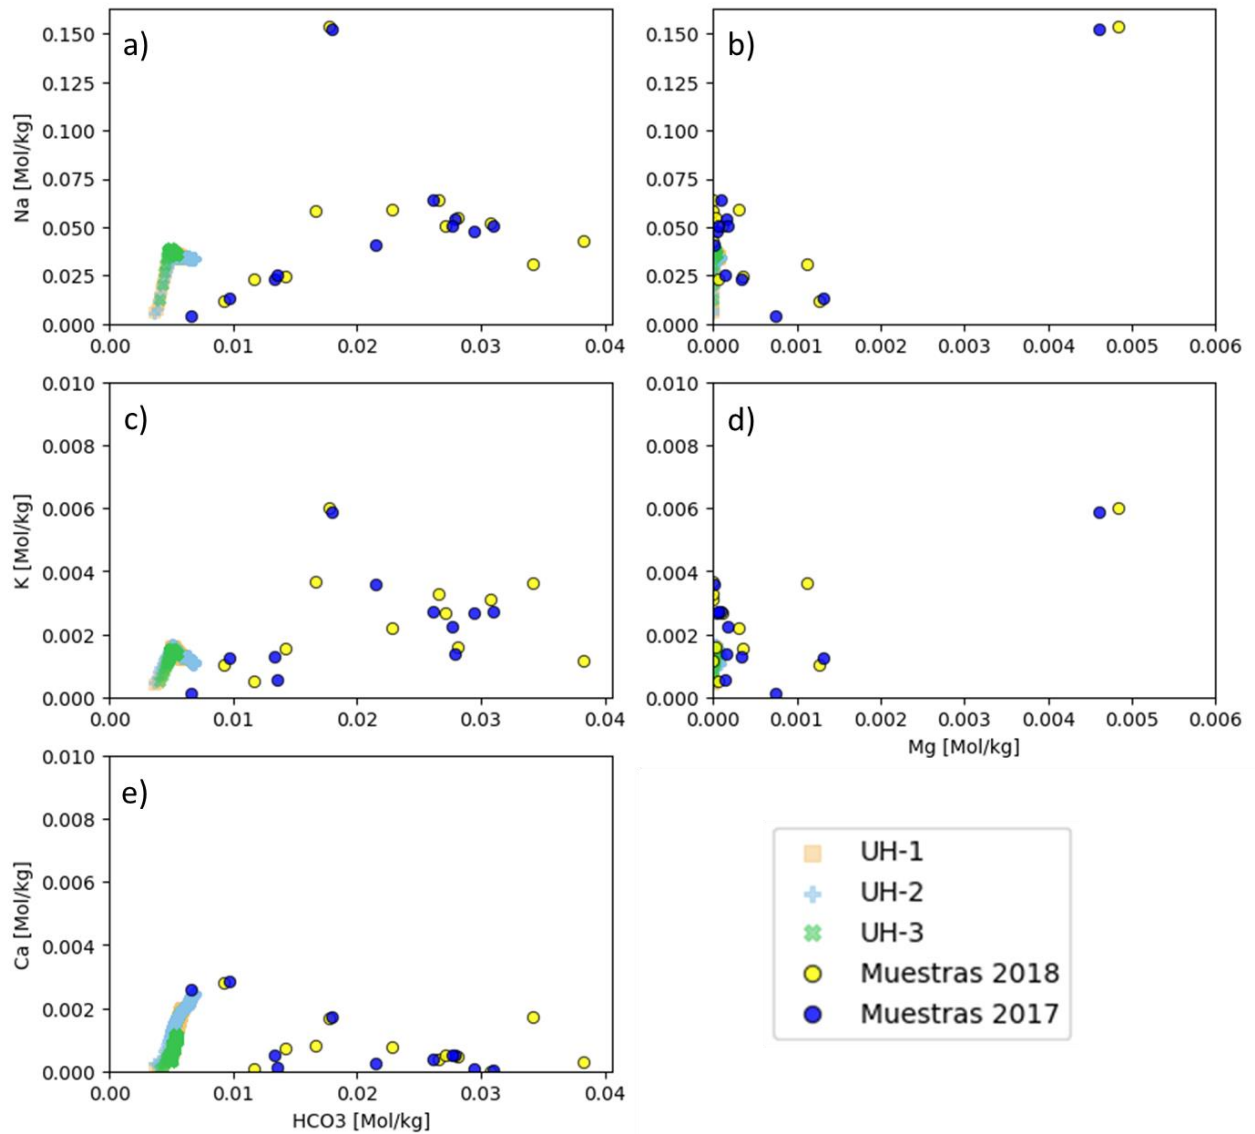 a)
Na [Mol/kg]
0.150
0.125
0.100
0.075
0.050
0.025
0.000
0.00 0.01 0.02 0.03 0.04
b)
0.150
0.125
0.100
0.075
0.050
0.025
0.000
0.000 0.001 0.002 0.003 0.004 0.005 0.006
c)
K [Mol/kg]
0.010
0.008
0.006
0.004
0.002
0.000
0.00 0.01 0.02 0.03 0.04
d)
0.010
0.008
0.006
0.004
0.002
0.000
0.000 0.001 0.002 0.003 0.004 0.005 0.006
Mg [Mol/kg]
e)
Ca [Mol/kg]
0.010
0.008
0.006
0.004
0.002
0.000
0.00 0.01 0.02 0.03 0.04
HCO3 [Mol/kg]
UH-1
UH-2
UH-3
Muestras 2018
Muestras 2017